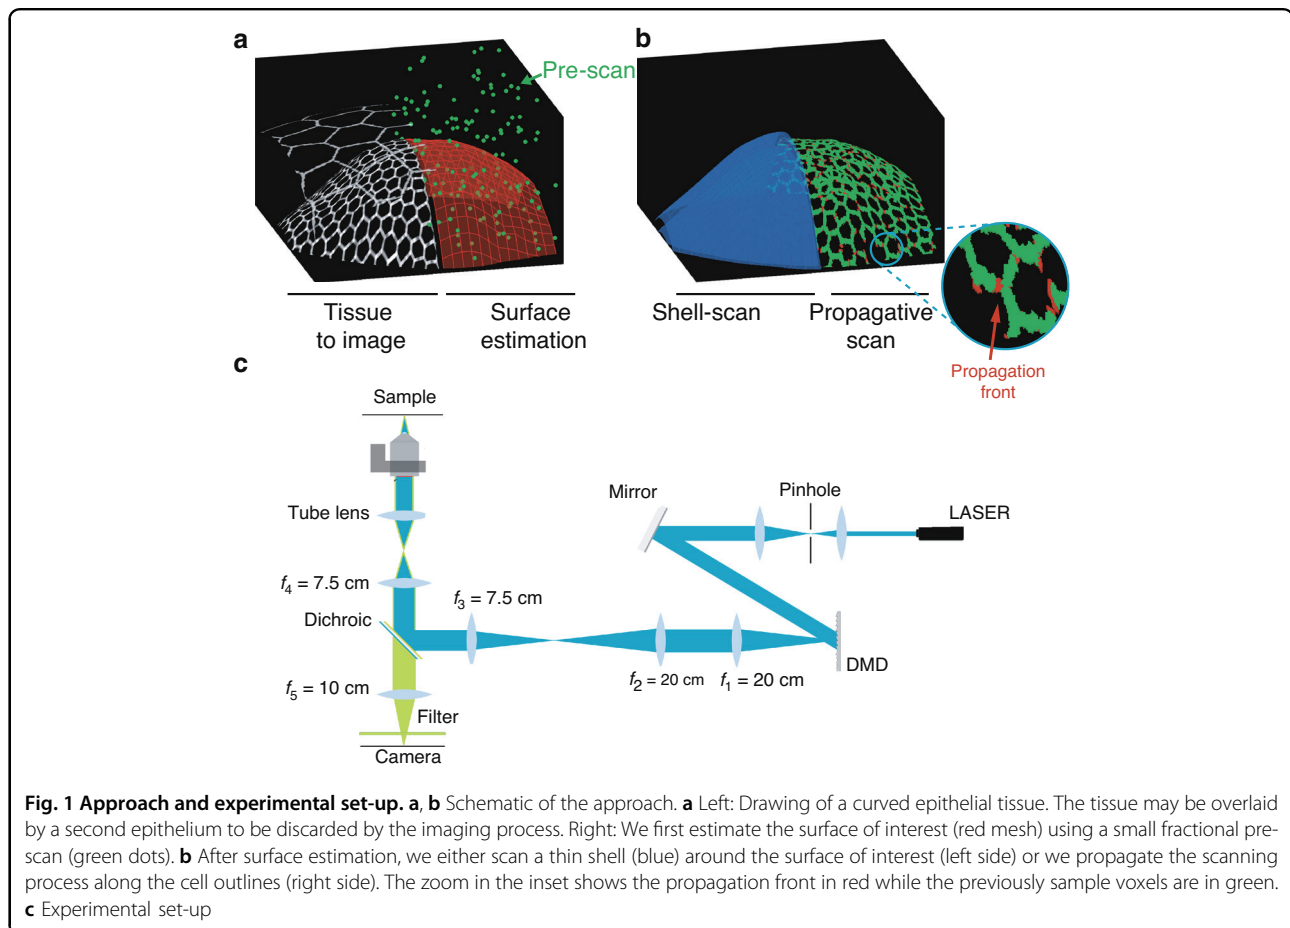 a
b
Pre-scan
Tissue
to image
Surface
estimation
Shell-scan
Propagative
scan
Propagation
front
c
Sample
Tube lens
f4 = 7.5 cm
Dichroic
f5 = 10 cm
Filter
Camera
f3 = 7.5 cm
f2 = 20 cm
f1 = 20 cm
Mirror
Pinhole
LASER
DMD
Fig. 1 Approach and experimental set-up. a, b Schematic of the approach. a Left: Drawing of a curved epithelial tissue. The tissue may be overlaid
by a second epithelium to be discarded by the imaging process. Right: We first estimate the surface of interest (red mesh) using a small fractional pre-
scan (green dots). b After surface estimation, we either scan a thin shell (blue) around the surface of interest (left side) or we propagate the scanning
process along the cell outlines (right side). The zoom in the inset shows the propagation front in red while the previously sample voxels are in green.
c Experimental set-up